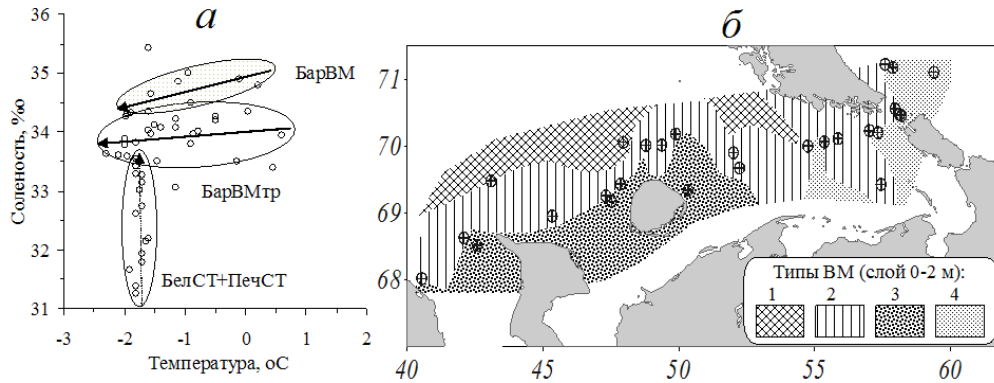 а
36
35
34
33
32
31
Соленость, ‰
БарВМ
БарВМтр
БелСТ+ПечСТ
-3 -2 -1 0 1 2
Температура, оС
б
71
70
69
68
40 45 50 55 60
Типы ВМ (слой 0-2 м):
1 2 3 4